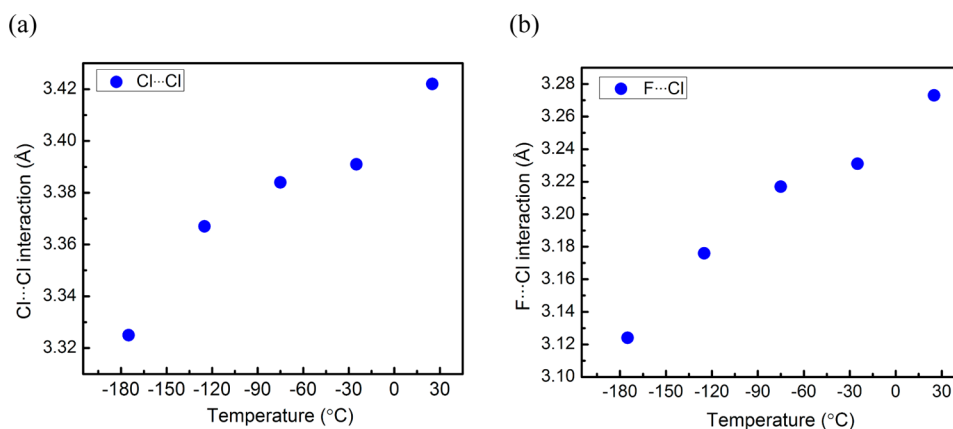 (a)
Cl···Cl
3.42
3.40
3.38
3.36
3.34
3.32
Cl···Cl interaction (Å)
-180 -150 -120 -90 -60 -30 0 30
Temperature (°C)
(b)
F···Cl
3.28
3.26
3.24
3.22
3.20
3.18
3.16
3.14
3.12
3.10
F···Cl interaction (Å)
-180 -150 -120 -90 -60 -30 0 30
Temperature (°C)